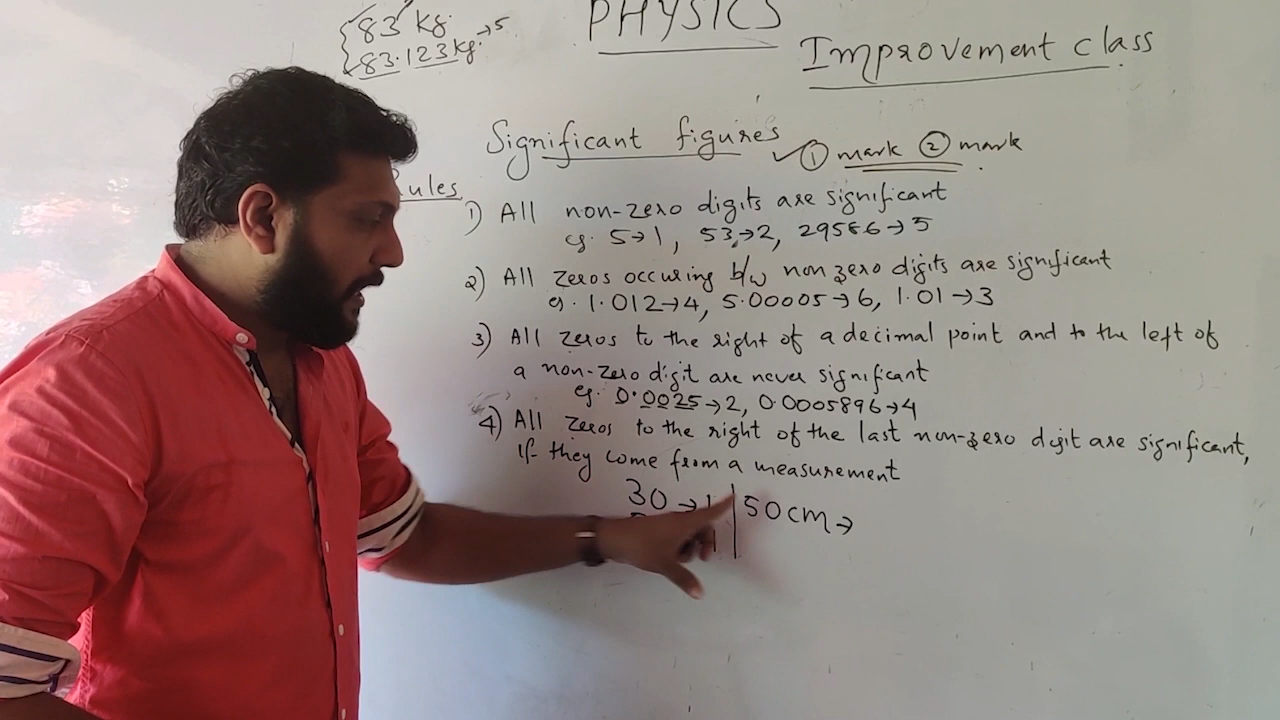 83 kg.
83.123 kg. → 5
PHYSICS
Improvement class
Significant figures
✓ ① mark ② mark
Rules
1) All non-zero digits are significant
eg. 5→1, 53→2, 29586→5
2) All zeros occuring b/w non zero digits are significant
eg. 1.012→4, 5.00005→6, 1.01→3
3) All zeros to the right of a decimal point and to the left of
a non-zero digit are never significant
eg. 0.0025→2, 0.0005896→4
4) All zeros to the right of the last non-zero digit are significant,
if they come from a measurement
30→1 | 50cm→